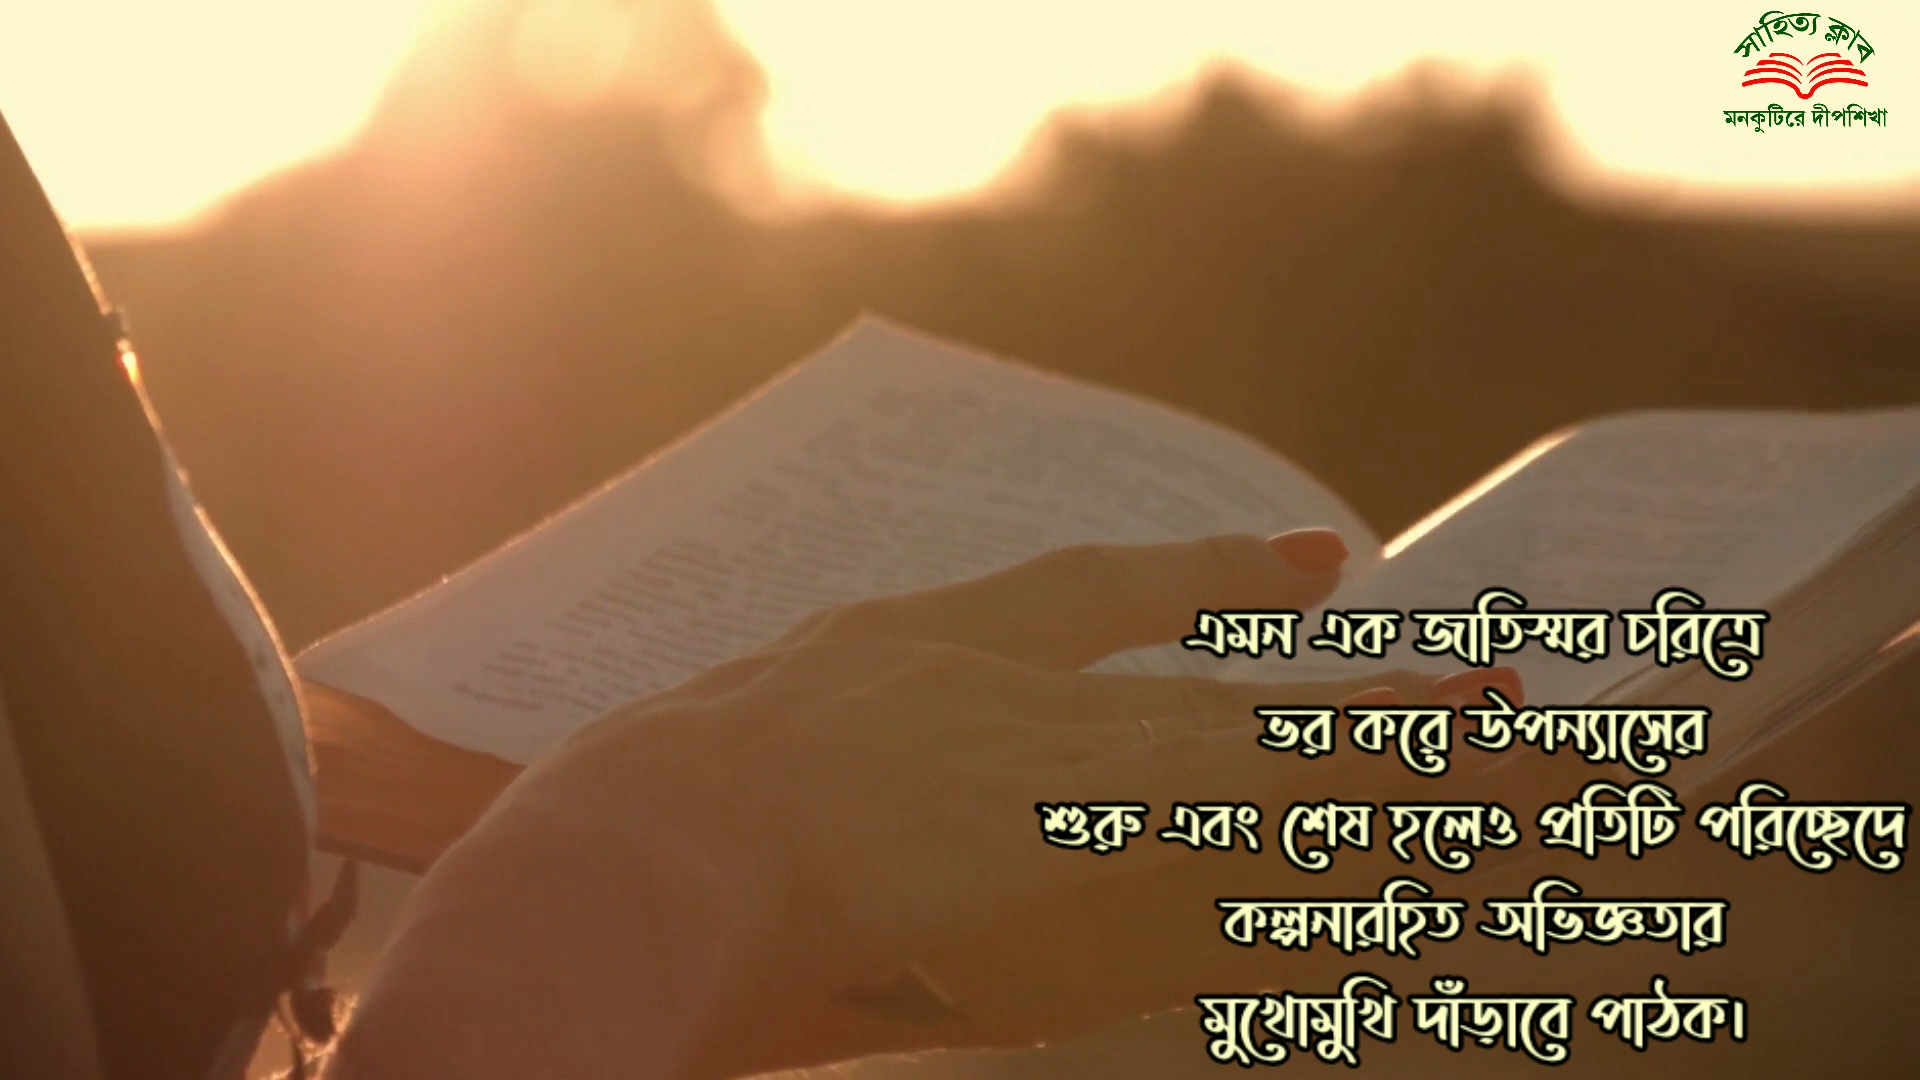 সাহিত্য ক্লাব
মনকুটিরে দীপশিখা
এমন এক জাতিস্মর চরিত্রে
ভর করে উপন্যাসের
শুরু এবং শেষ হলেও প্রতিটি পরিচ্ছেদে
কল্পনারহিত অভিজ্ঞতার
মুখোমুখি দাঁড়াবে পাঠক।